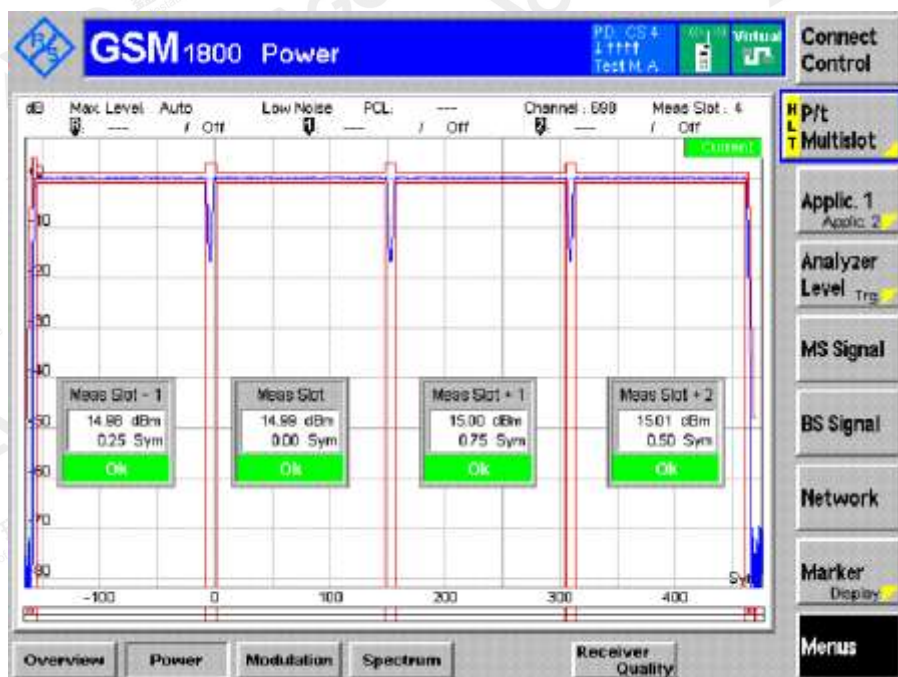 R&S
GSM 1800 Power
PD: CS 4
Test M. A
Virtual
Connect Control
dB Max. Level: Auto Low Noise PCL: --- Channel: 698 Meas Slot: 4
--- / Off 1 --- / Off 2 --- / Off
Current
H L T
P/t Multislot
Applic. 1
Applic. 2
Analyzer Level Trg.
MS Signal
BS Signal
Network
Marker
Display
Menus
-10
-20
-30
-40
-50
-60
-70
-80
Meas Slot - 1
14.98 dBm
0.25 Sym
Ok
Meas Slot
14.99 dBm
0.00 Sym
Ok
Meas Slot + 1
15.00 dBm
0.75 Sym
Ok
Meas Slot + 2
15.01 dBm
0.50 Sym
Ok
-100 0 100 200 300 400
Overview Power Modulation Spectrum Receiver Quality